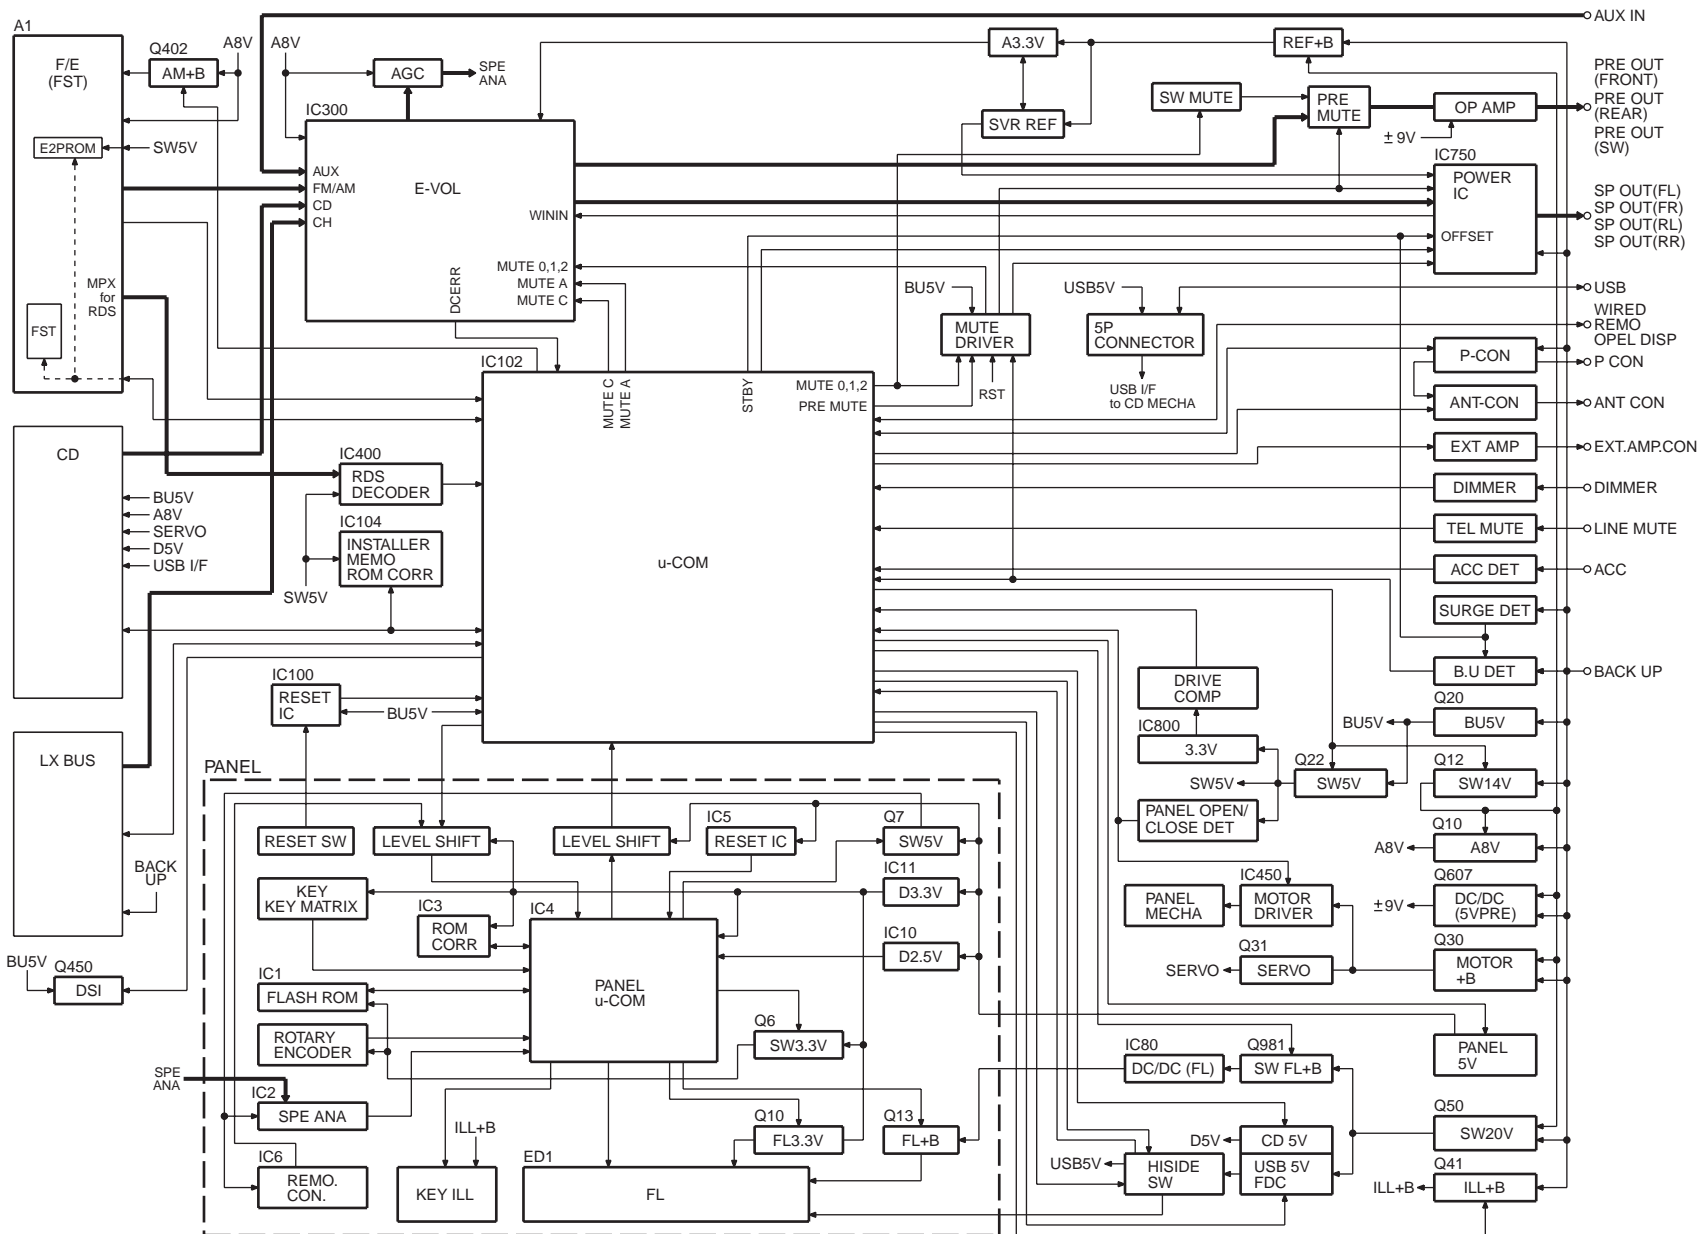 A1
F/E
(FST)
E2PROM
MPX
for
RDS
FST
Q402
AM+B
A8V
A8V
AGC
SPE
ANA
IC300
AUX
FM/AM
CD
CH
E-VOL
WININ
MUTE 0,1,2
MUTE A
MUTE C
DCERR
SW5V
A3.3V
SVR REF
REF+B
SW MUTE
PRE
MUTE
OP AMP
± 9V
IC750
POWER
IC
OFFSET
AUX IN
PRE OUT
(FRONT)
PRE OUT
(REAR)
PRE OUT
(SW)
SP OUT(FL)
SP OUT(FR)
SP OUT(RL)
SP OUT(RR)
USB
WIRED
REMO
OPEL DISP
P CON
ANT CON
EXT.AMP.CON
DIMMER
LINE MUTE
ACC
BACK UP
BU5V
MUTE
DRIVER
RST
USB5V
5P
CONNECTOR
USB I/F
to CD MECHA
P-CON
ANT-CON
EXT AMP
DIMMER
TEL MUTE
ACC DET
SURGE DET
B.U DET
IC102
MUTE C
MUTE A
STBY
MUTE 0,1,2
PRE MUTE
u-COM
CD
BU5V
A8V
SERVO
D5V
USB I/F
IC400
RDS
DECODER
IC104
INSTALLER
MEMO
ROM CORR
SW5V
IC100
RESET
IC
BU5V
LX BUS
BACK
UP
BU5V
Q450
DSI
PANEL
RESET SW
LEVEL SHIFT
LEVEL SHIFT
IC5
RESET IC
Q7
SW5V
IC11
D3.3V
IC10
D2.5V
KEY
KEY MATRIX
IC3
ROM
CORR
IC4
PANEL
u-COM
IC1
FLASH ROM
ROTARY
ENCODER
SPE
ANA
IC2
SPE ANA
IC6
REMO.
CON.
ILL+B
KEY ILL
Q6
SW3.3V
Q10
FL3.3V
Q13
FL+B
ED1
FL
DRIVE
COMP
IC800
3.3V
SW5V
Q22
SW5V
PANEL OPEN/
CLOSE DET
PANEL
MECHA
IC450
MOTOR
DRIVER
Q31
SERVO
SERVO
BU5V
Q20
BU5V
Q12
SW14V
A8V
Q10
A8V
±9V
Q607
DC/DC
(5VPRE)
Q30
MOTOR
+B
PANEL
5V
IC80
DC/DC (FL)
Q981
SW FL+B
Q50
SW20V
D5V
CD 5V
USB5V
HISIDE
SW
USB 5V
FDC
ILL+B
Q41
ILL+B